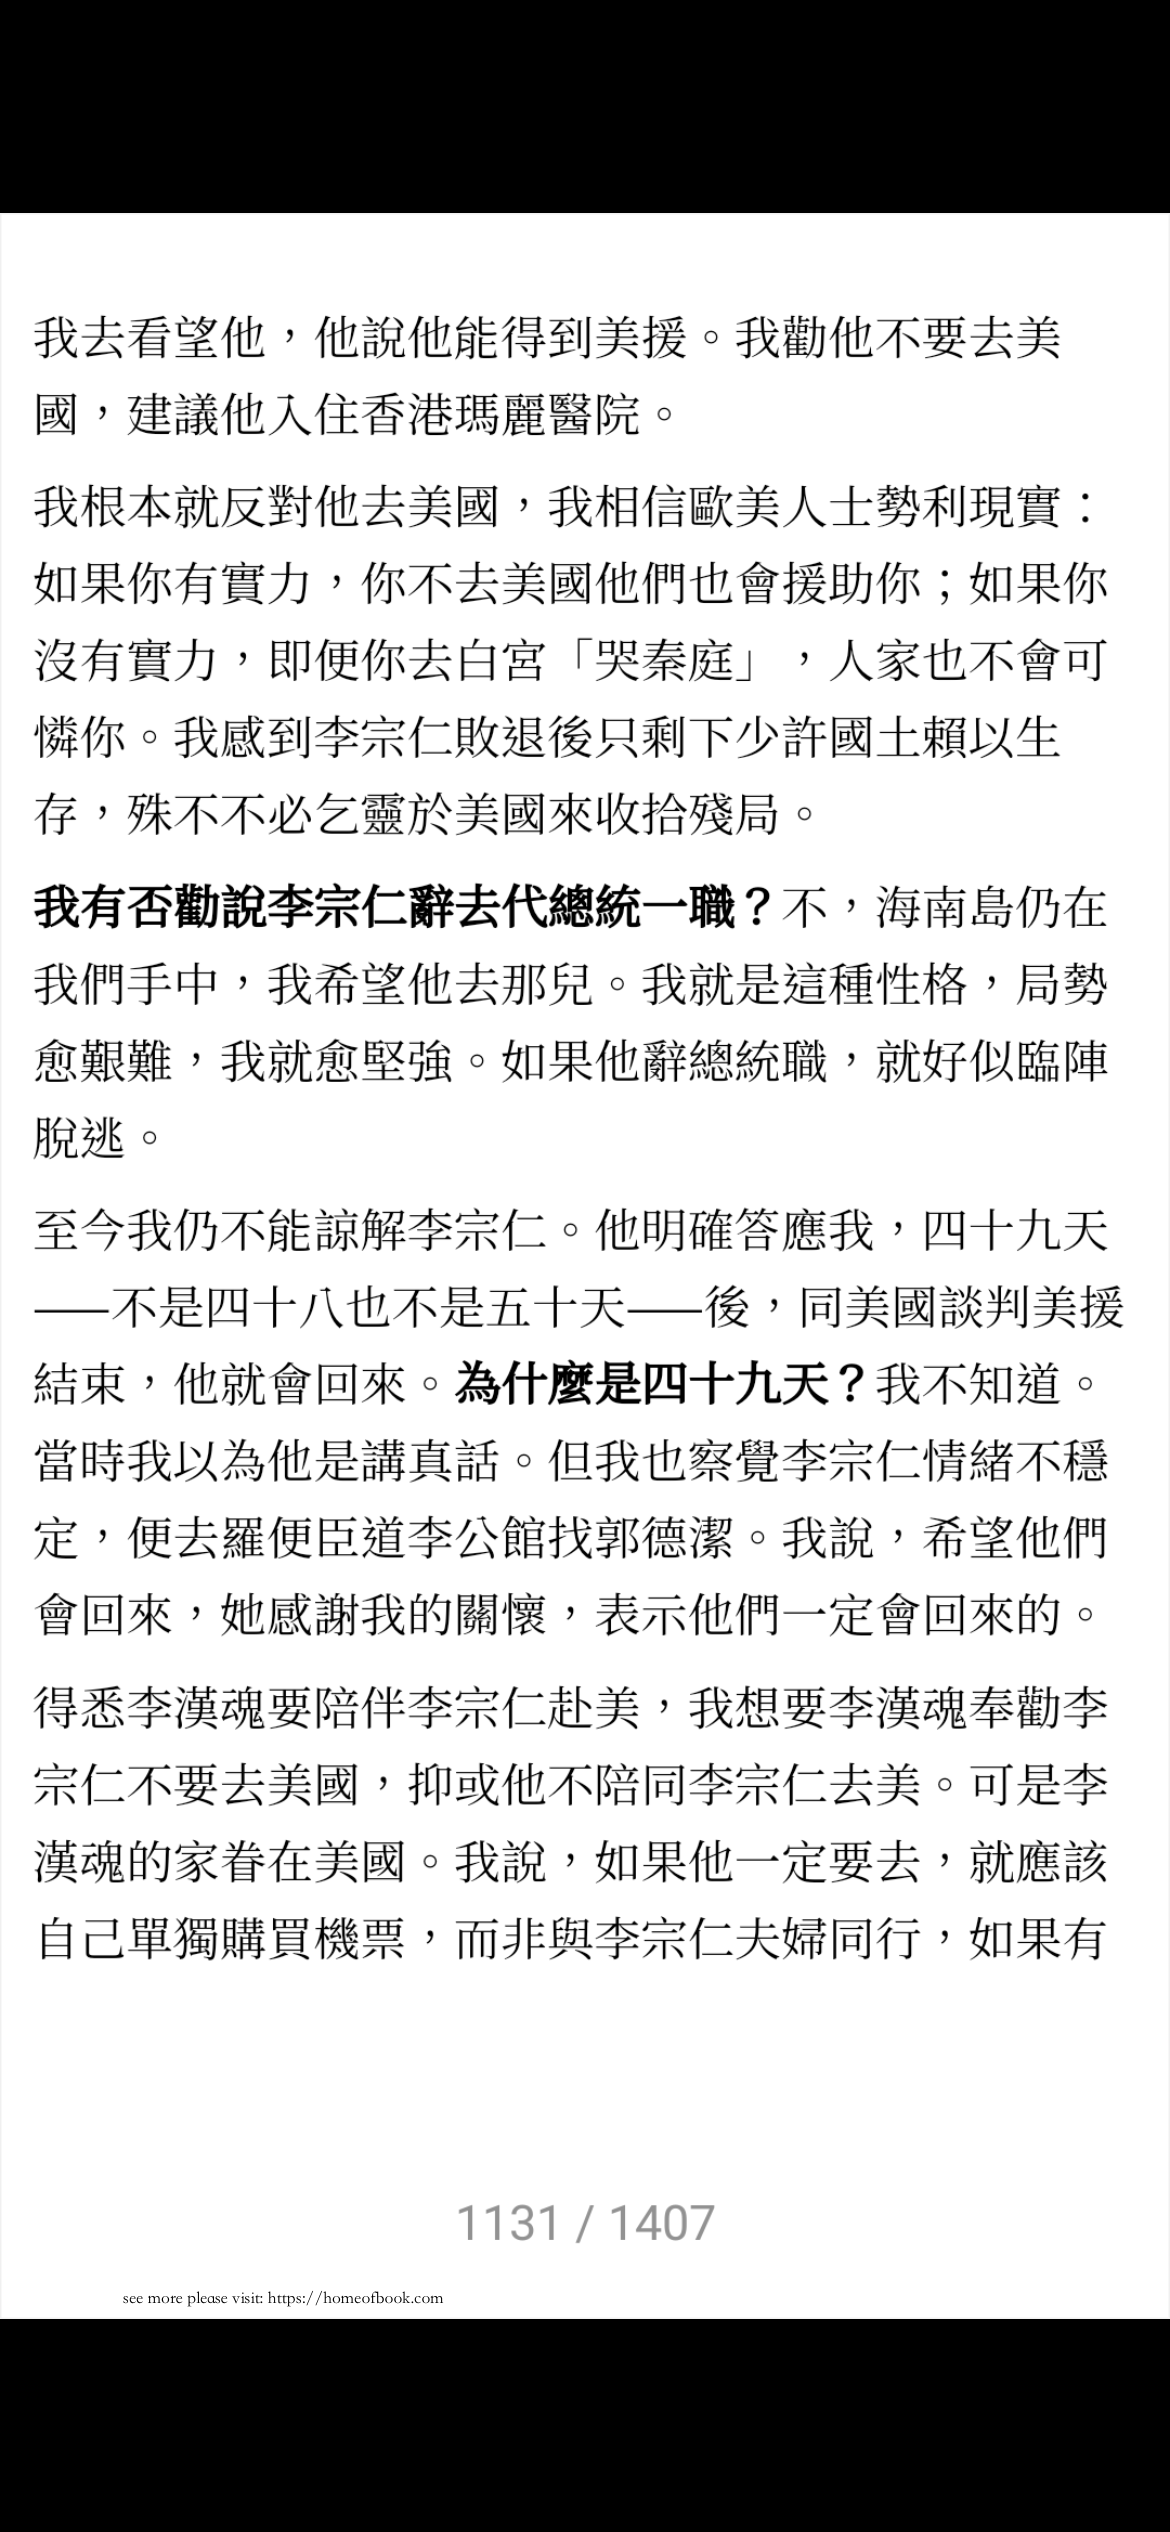 我去看望他，他說他能得到美援。我勸他不要去美
國，建議他入住香港瑪麗醫院。
我根本就反對他去美國，我相信歐美人士勢利現實：
如果你有實力，你不去美國他們也會援助你；如果你
沒有實力，即便你去白宮「哭秦庭」，人家也不會可
憐你。我感到李宗仁敗退後只剩下少許國土賴以生
存，殊不不必乞靈於美國來收拾殘局。
我有否勸說李宗仁辭去代總統一職？不，海南島仍在
我們手中，我希望他去那兒。我就是這種性格，局勢
愈艱難，我就愈堅強。如果他辭總統職，就好似臨陣
脫逃。
至今我仍不能諒解李宗仁。他明確答應我，四十九天
——不是四十八也不是五十天——後，同美國談判美援
結束，他就會回來。為什麼是四十九天？我不知道。
當時我以為他是講真話。但我也察覺李宗仁情緒不穩
定，便去羅便臣道李公館找郭德潔。我說，希望他們
會回來，她感謝我的關懷，表示他們一定會回來的。
得悉李漢魂要陪伴李宗仁赴美，我想要李漢魂奉勸李
宗仁不要去美國，抑或他不陪同李宗仁去美。可是李
漢魂的家眷在美國。我說，如果他一定要去，就應該
自己單獨購買機票，而非與李宗仁夫婦同行，如果有
1131 / 1407
see more please visit: https://homeofbook.com